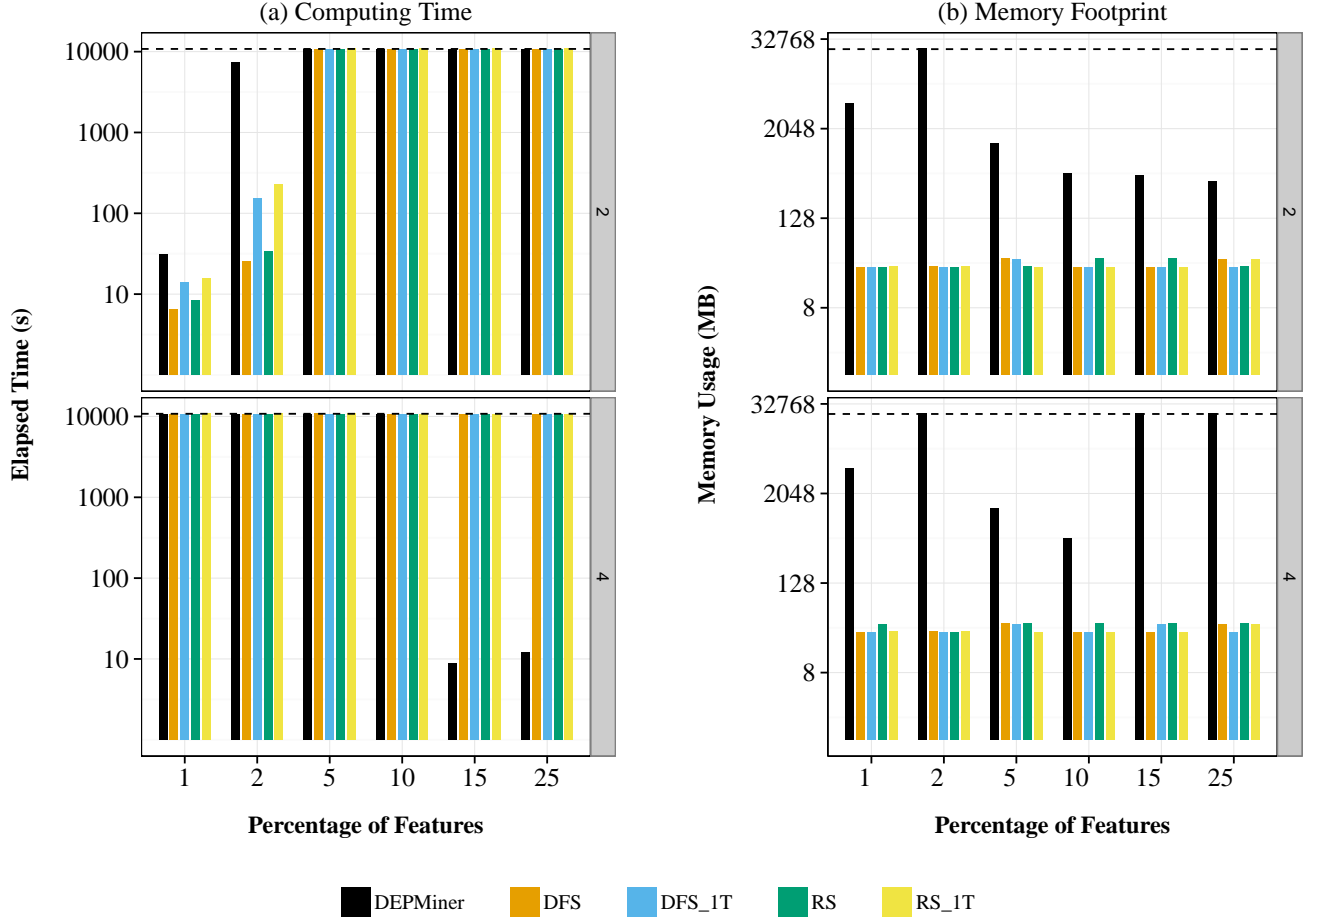 (a) Computing Time
10000
1000
100
10
2
10000
1000
100
10
4
Elapsed Time (s)
1 2 5 10 15 25
Percentage of Features
(b) Memory Footprint
32768
2048
128
8
2
32768
2048
128
8
4
Memory Usage (MB)
1 2 5 10 15 25
Percentage of Features
DEPMiner DFS DFS_1T RS RS_1T